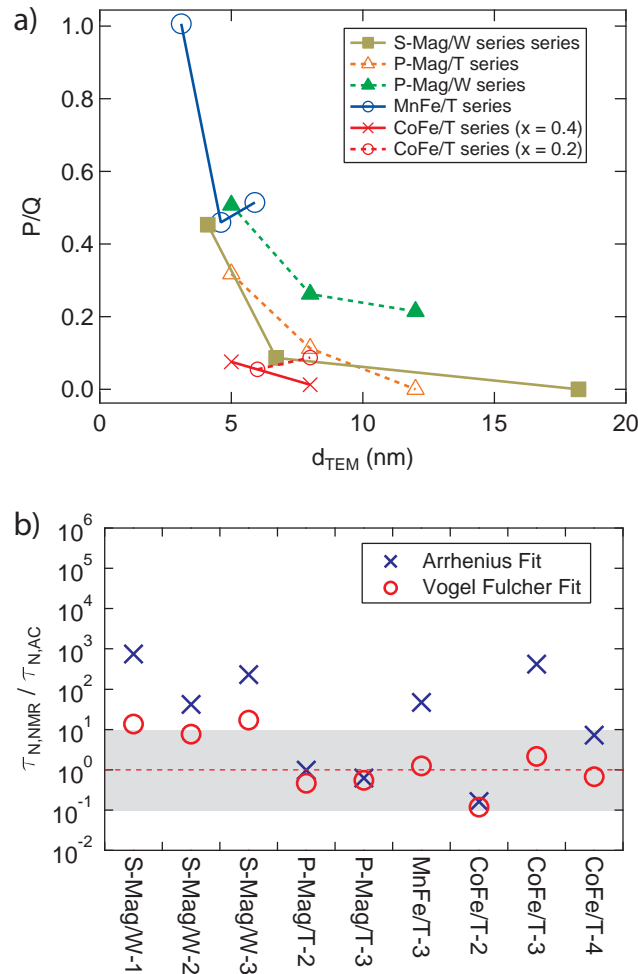 a)
1.0
0.8
0.6
0.4
0.2
0.0
P/Q
S-Mag/W series series
P-Mag/T series
P-Mag/W series
MnFe/T series
CoFe/T series (x = 0.4)
CoFe/T series (x = 0.2)
0
5
10
15
20
d_TEM (nm)
b)
10^6
10^5
10^4
10^3
10^2
10^1
10^0
10^-1
10^-2
τ_N,NMR / τ_N,AC
Arrhenius Fit
Vogel Fulcher Fit
S-Mag/W-1
S-Mag/W-2
S-Mag/W-3
P-Mag/T-2
P-Mag/T-3
MnFe/T-3
CoFe/T-2
CoFe/T-3
CoFe/T-4